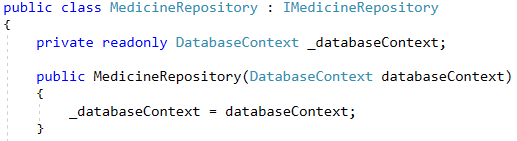 public class MedicineRepository : IMedicineRepository
{
    private readonly DatabaseContext _databaseContext;
    public MedicineRepository(DatabaseContext databaseContext)
    {
        _databaseContext = databaseContext;
    }